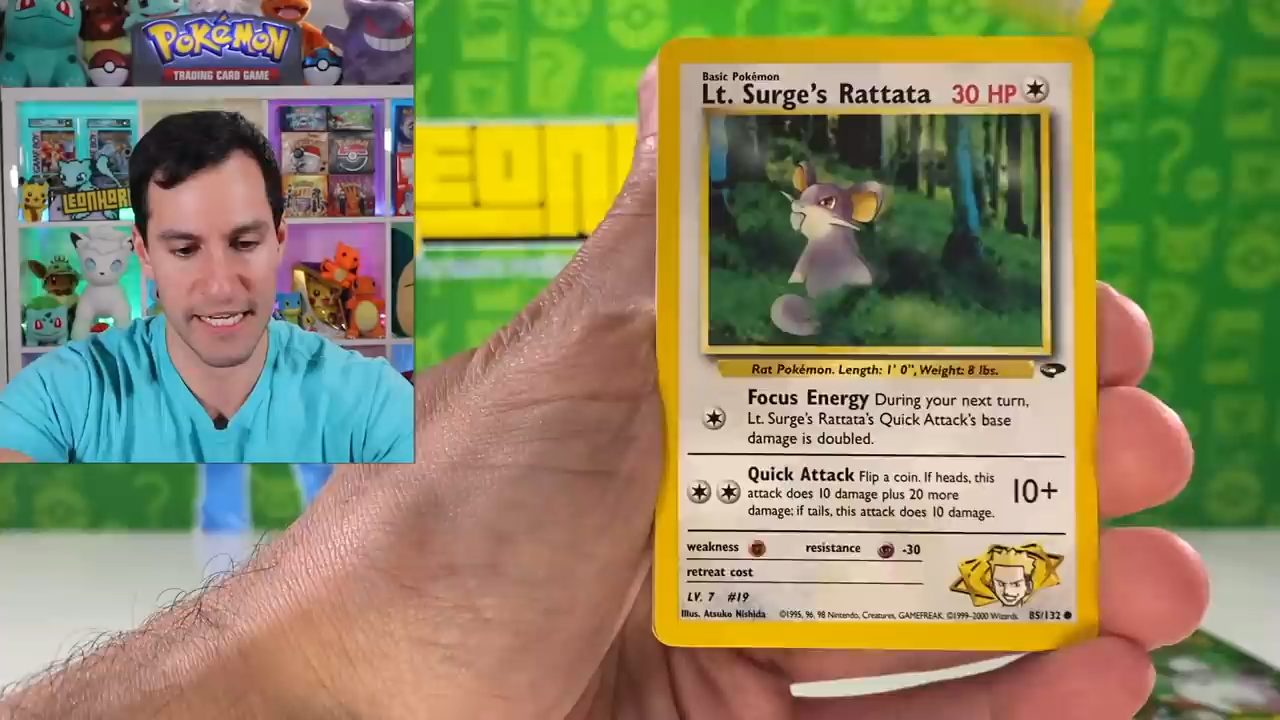 POKéMON
TRADING CARD GAME
LEONHART
Basic Pokémon
Lt. Surge's Rattata 30 HP
Rat Pokémon. Length: 1' 0", Weight: 8 lbs.
Focus Energy During your next turn,
Lt. Surge's Rattata's Quick Attack's base
damage is doubled.
Quick Attack Flip a coin. If heads, this
attack does 10 damage plus 20 more
damage; if tails, this attack does 10 damage.
10+
weakness resistance -30
retreat cost
LV. 7 #19
Illus. Atsuko Nishida ©1995, 96, 98 Nintendo, Creatures, GAMEFREAK. ©1999-2000 Wizards. 85/132